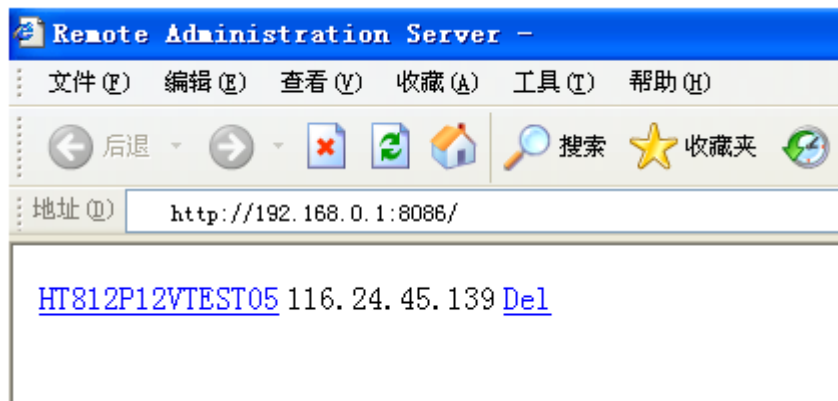 Remote Administration Server -
文件(F) 编辑(E) 查看(V) 收藏(A) 工具(T) 帮助(H)
后退 搜索 收藏夹
地址(D) http://192.168.0.1:8086/
HT812P12VTEST05 116.24.45.139 Del